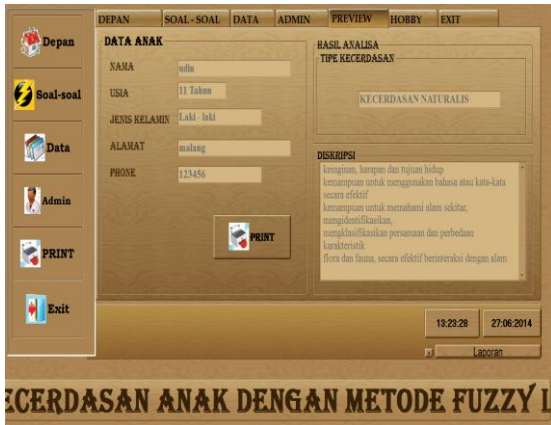 DEPAN SOAL - SOAL DATA ADMIN PREVIEW HOBBY EXIT
Depan
Soal-soal
Data
Admin
PRINT
Exit
DATA ANAK
NAMA udin
USIA 11 Tahun
JENIS KELAMIN Laki - laki
ALAMAT malang
PHONE 123456
PRINT
HASIL ANALISA
TIPE KECERDASAN
KECERDASAN NATURALIS
DISKRIPSI
keinginan, harapan dan tujuan hidup
kemampuan untuk menggunakan bahasa atau kata-kata
secara efektif
kemampuan untuk memahami alam sekitar,
mengidentifikasikan,
mengklasifikasikan persamaan dan perbedaan
karakteristik
flora dan fauna, secara efektif berinteraksi dengan alam
13:23:28 27:06:2014
Laporan
ECERDASAN ANAK DENGAN METODE FUZZY L